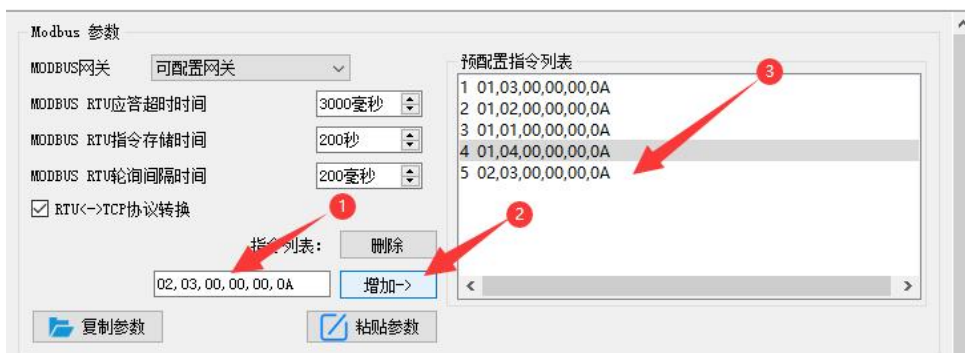 Modbus 参数
MODBUS网关 可配置网关
MODBUS RTU应答超时时间 3000毫秒
MODBUS RTU指令存储时间 200秒
MODBUS RTU轮询间隔时间 200毫秒
RTU<->TCP协议转换
1
指令列表： 删除
2
02,03,00,00,00,0A 增加->
复制参数 粘贴参数
预配置指令列表
3
1 01,03,00,00,00,0A
2 01,02,00,00,00,0A
3 01,01,00,00,00,0A
4 01,04,00,00,00,0A
5 02,03,00,00,00,0A